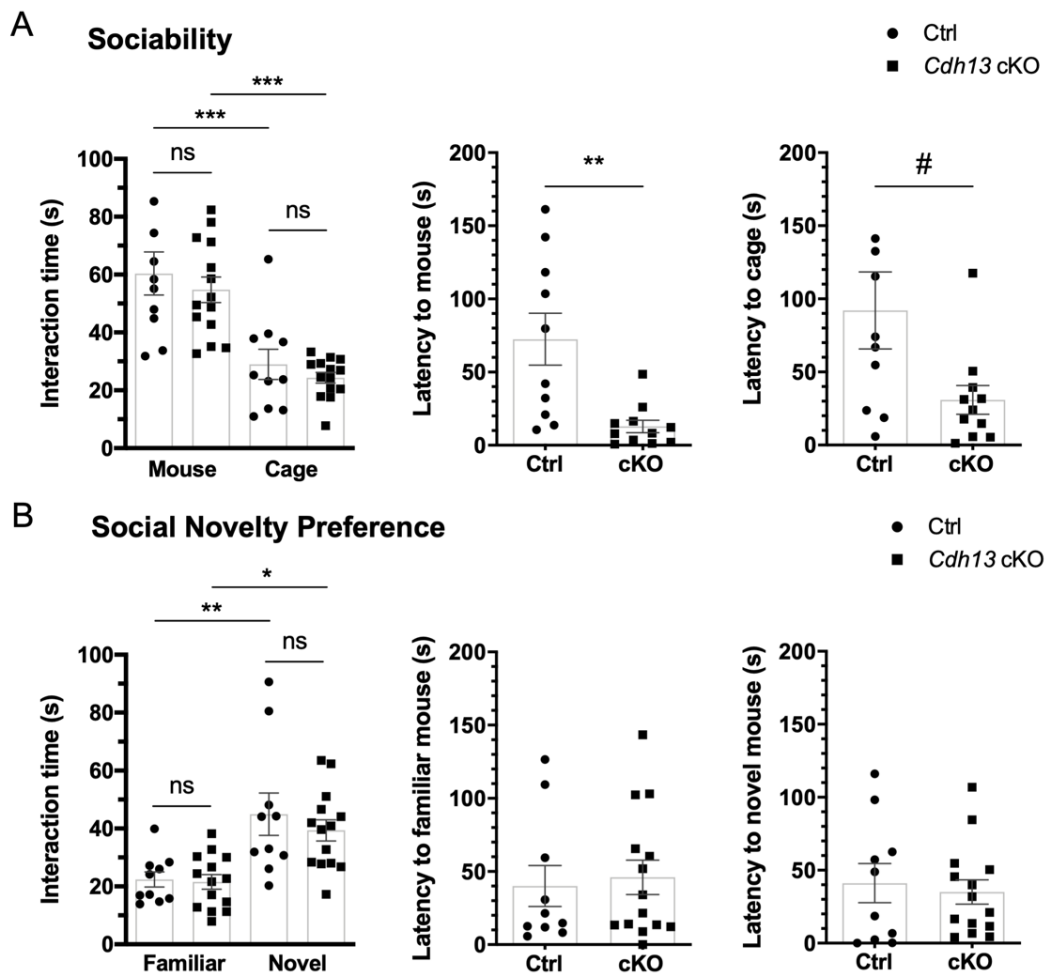 A
Sociability
Ctrl
Cdh13 cKO
***
***
ns
ns
Interaction time (s)
100
80
60
40
20
0
Mouse
Cage
**
Latency to mouse (s)
200
150
100
50
0
Ctrl
cKO
#
Latency to cage (s)
200
150
100
50
0
Ctrl
cKO
B
Social Novelty Preference
Ctrl
Cdh13 cKO
*
**
ns
ns
Interaction time (s)
100
80
60
40
20
0
Familiar
Novel
Latency to familiar mouse (s)
200
150
100
50
0
Ctrl
cKO
Latency to novel mouse (s)
200
150
100
50
0
Ctrl
cKO